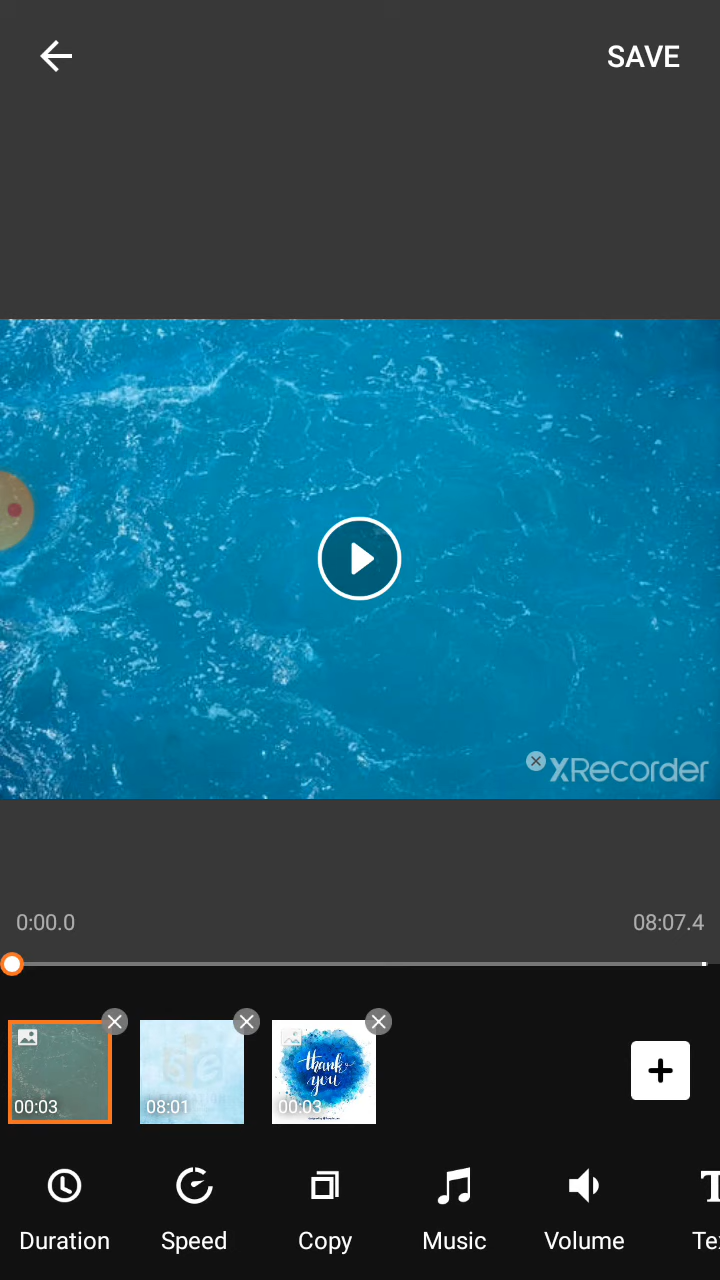 SAVE
XRecorder
0:00.0 08:07.4
00:03 08:01 00:03
thank
you
Duration Speed Copy Music Volume Te